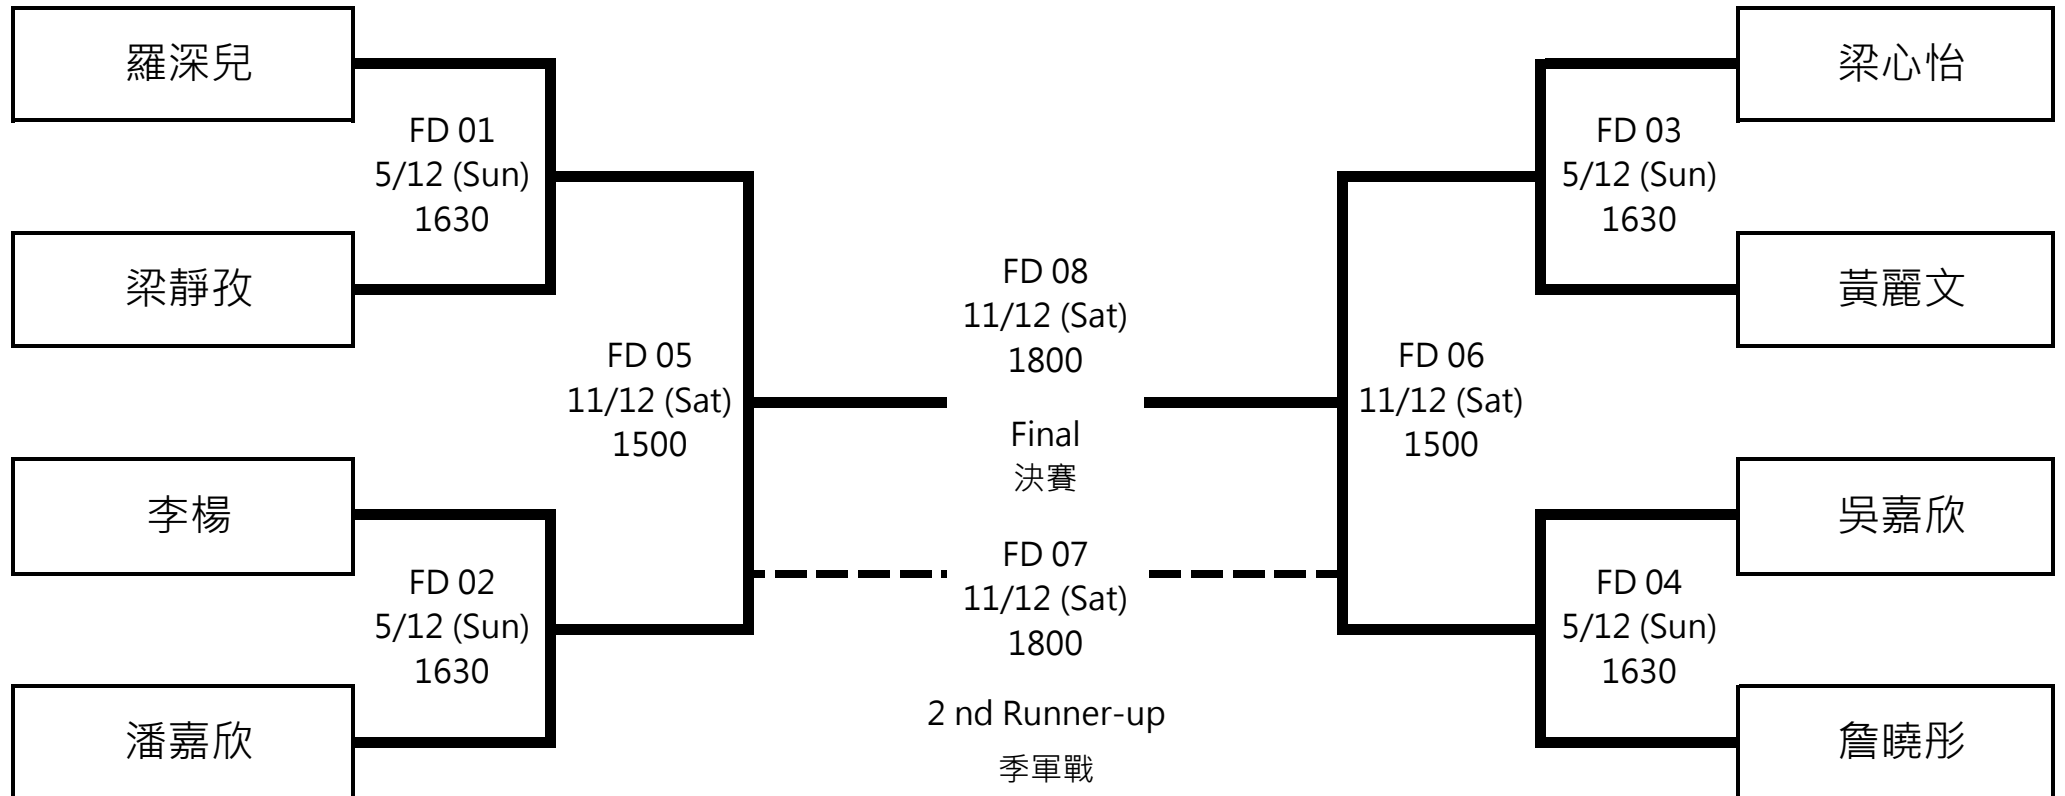 羅深兒
FD 01
5/12 (Sun)
1630
梁靜孜
李楊
FD 02
5/12 (Sun)
1630
潘嘉欣
FD 05
11/12 (Sat)
1500
FD 08
11/12 (Sat)
1800
Final
決賽
FD 07
11/12 (Sat)
1800
2 nd Runner-up
季軍戰
FD 06
11/12 (Sat)
1500
梁心怡
FD 03
5/12 (Sun)
1630
黃麗文
吳嘉欣
FD 04
5/12 (Sun)
1630
詹曉彤